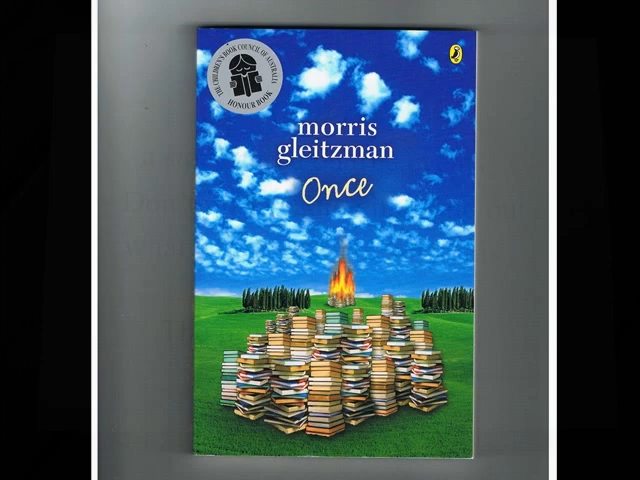 THE CHILDREN'S BOOK COUNCIL OF AUSTRALIA
HONOUR BOOK
morris
gleitzman
Once